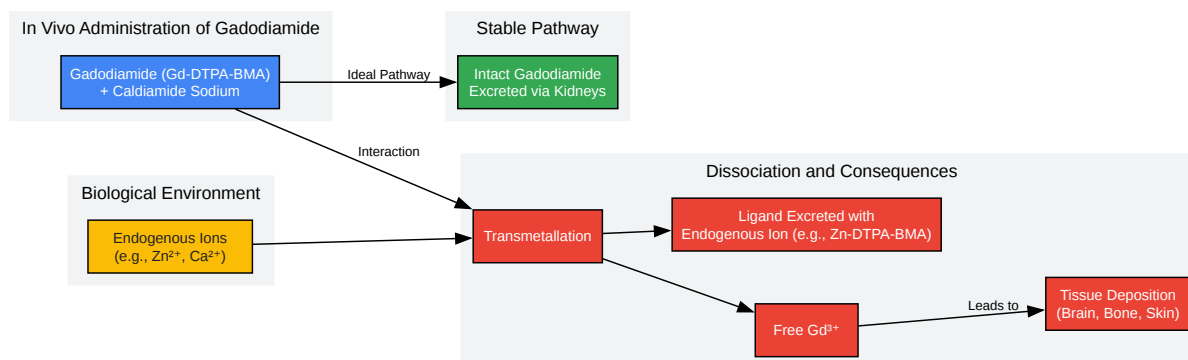 In Vivo Administration of Gadodiamide
Gadodiamide (Gd-DTPA-BMA)
+ Caldiamide Sodium
Ideal Pathway
Stable Pathway
Intact Gadodiamide
Excreted via Kidneys
Interaction
Biological Environment
Endogenous Ions
(e.g., Zn²⁺, Ca²⁺)
Dissociation and Consequences
Transmetallation
Ligand Excreted with
Endogenous Ion (e.g., Zn-DTPA-BMA)
Free Gd³⁺
Leads to
Tissue Deposition
(Brain, Bone, Skin)